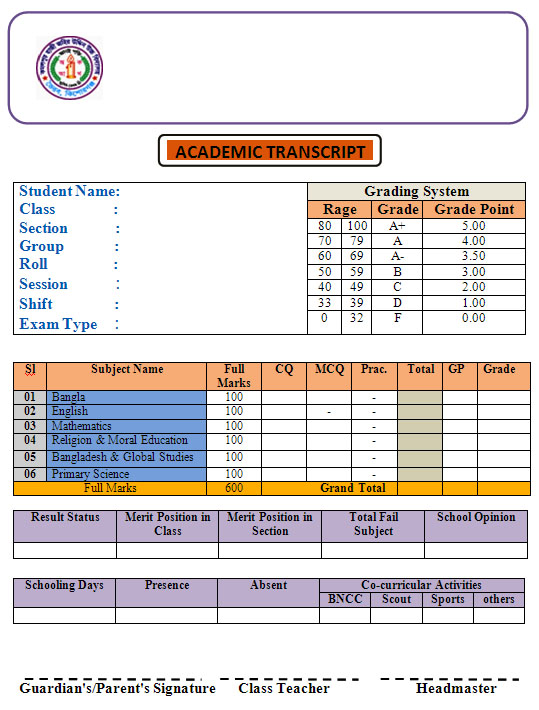 ACADEMIC TRANSCRIPT
Student Name:
Class :
Section :
Group :
Roll :
Session :
Shift :
Exam Type :
Grading System
Rage Grade Grade Point
80 100 A+ 5.00
70 79 A 4.00
60 69 A- 3.50
50 59 B 3.00
40 49 C 2.00
33 39 D 1.00
0 32 F 0.00
Sl Subject Name Full Marks CQ MCQ Prac. Total GP Grade
01 Bangla 100 -
02 English 100 - -
03 Mathematics 100 -
04 Religion & Moral Education 100 -
05 Bangladesh & Global Studies 100 -
06 Primary Science 100 -
Full Marks 600 Grand Total
Result Status Merit Position in Class Merit Position in Section Total Fail Subject School Opinion
Schooling Days Presence Absent Co-curricular Activities
BNCC Scout Sports others
Guardian's/Parent's Signature Class Teacher Headmaster